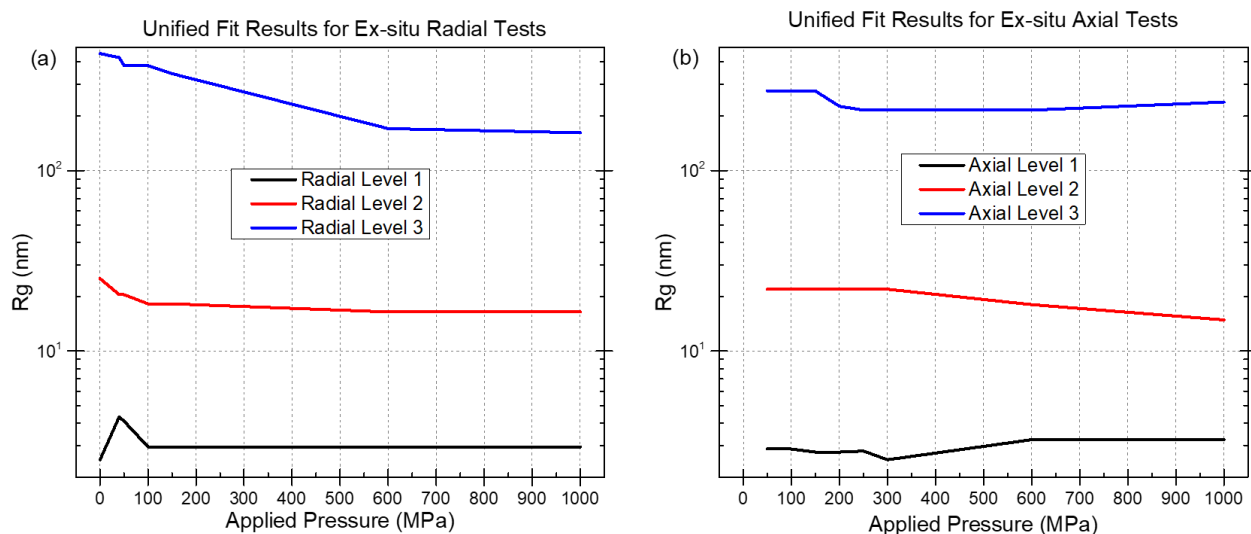 Unified Fit Results for Ex-situ Radial Tests
(a)
10²
10¹
Rg (nm)
Radial Level 1
Radial Level 2
Radial Level 3
0 100 200 300 400 500 600 700 800 900 1000
Applied Pressure (MPa)
Unified Fit Results for Ex-situ Axial Tests
(b)
10²
10¹
Rg (nm)
Axial Level 1
Axial Level 2
Axial Level 3
0 100 200 300 400 500 600 700 800 900 1000
Applied Pressure (MPa)